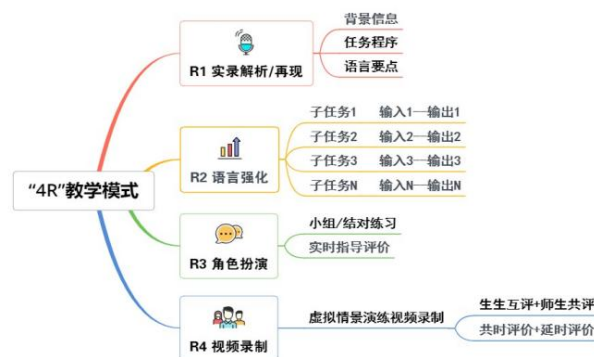 “4R”教学模式
R1 实录解析/再现
背景信息
任务程序
语言要点
R2 语言强化
子任务1 输入1—输出1
子任务2 输入2—输出2
子任务3 输入3—输出3
子任务N 输入N—输出N
R3 角色扮演
小组/结对练习
实时指导评价
R4 视频录制
虚拟情景演练视频录制
生生互评+师生共评
共时评价+延时评价